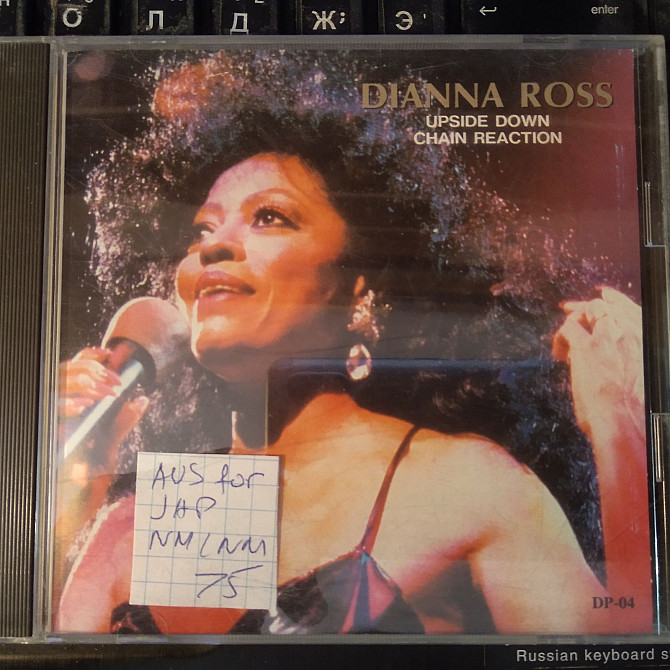 О Л Д Ж ; Э ' enter
DIANNA ROSS
UPSIDE DOWN
CHAIN REACTION
AUS for
JAP
NM/NM
75
DP-04
Russian keyboard s